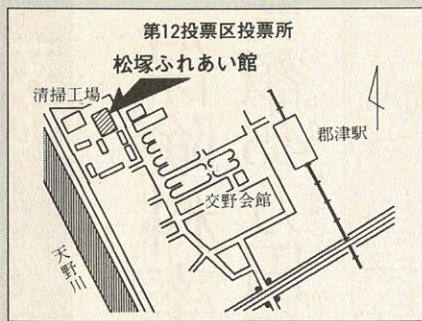 第12投票区投票所
松塚ふれあい館
清掃工場
郡津駅
交野会館
天野川